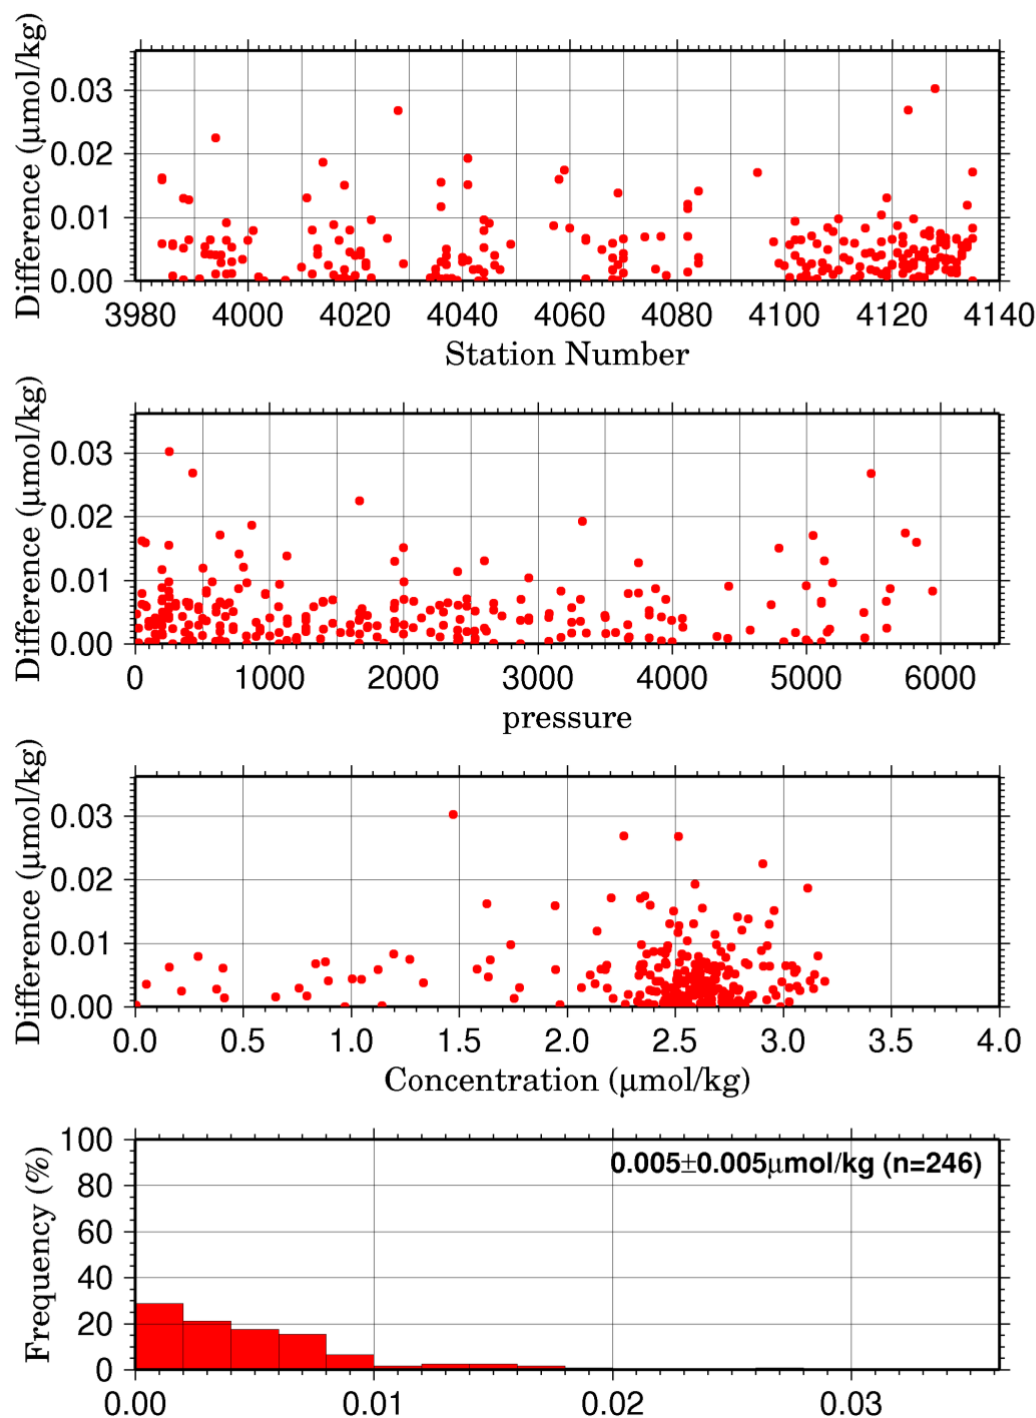 Difference (μmol/kg)
0.03
0.02
0.01
0.00
3980 4000 4020 4040 4060 4080 4100 4120 4140
Station Number
Difference (μmol/kg)
0.03
0.02
0.01
0.00
0 1000 2000 3000 4000 5000 6000
pressure
Difference (μmol/kg)
0.03
0.02
0.01
0.00
0.0 0.5 1.0 1.5 2.0 2.5 3.0 3.5 4.0
Concentration (μmol/kg)
Frequency (%)
100
80
60
40
20
0
0.005±0.005μmol/kg (n=246)
0.00 0.01 0.02 0.03